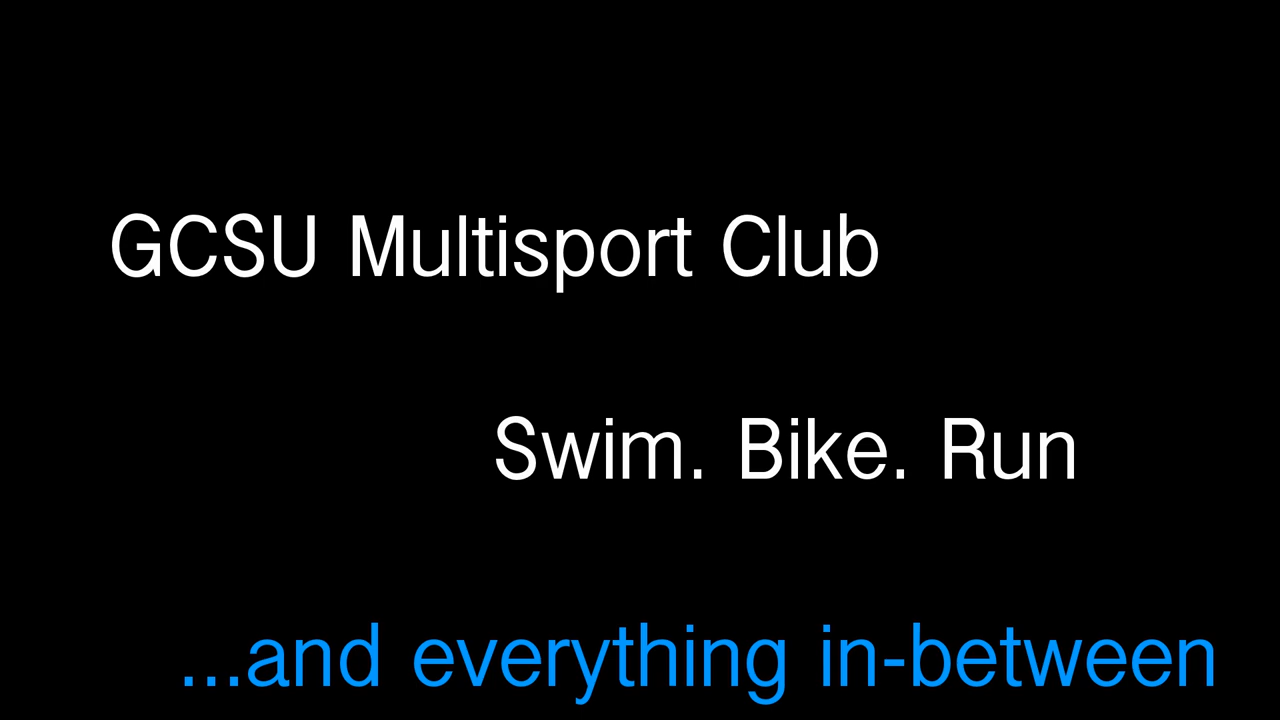 GCSU Multisport Club
Swim. Bike. Run
...and everything in-between